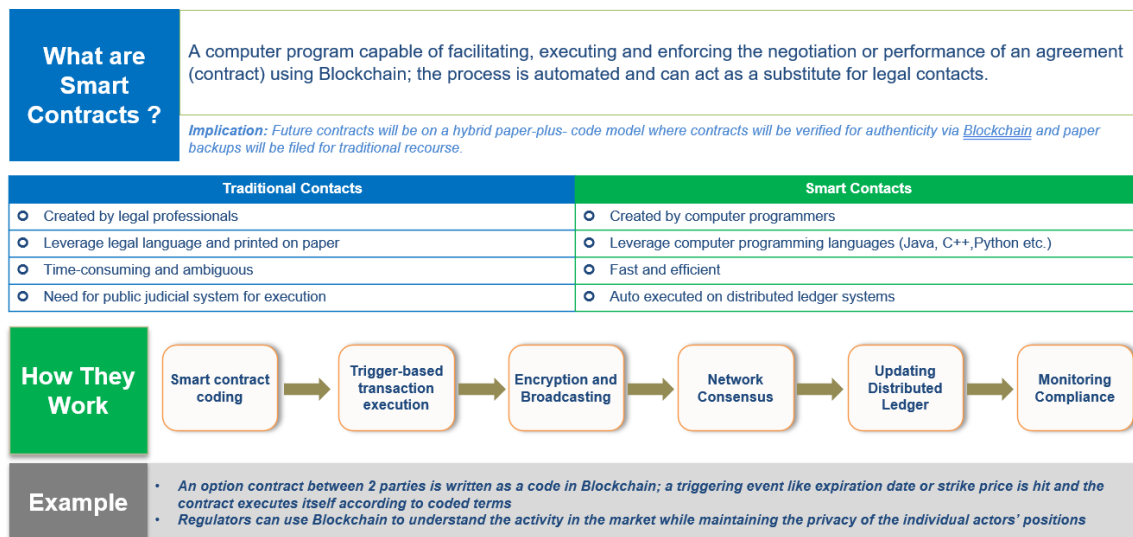 What are
Smart
Contracts ?
A computer program capable of facilitating, executing and enforcing the negotiation or performance of an agreement
(contract) using Blockchain; the process is automated and can act as a substitute for legal contacts.
Implication: Future contracts will be on a hybrid paper-plus- code model where contracts will be verified for authenticity via Blockchain and paper
backups will be filed for traditional recourse.
Traditional Contacts
Smart Contacts
Created by legal professionals
Created by computer programmers
Leverage legal language and printed on paper
Leverage computer programming languages (Java, C++,Python etc.)
Time-consuming and ambiguous
Fast and efficient
Need for public judicial system for execution
Auto executed on distributed ledger systems
How They
Work
Smart contract
coding
Trigger-based
transaction
execution
Encryption and
Broadcasting
Network
Consensus
Updating
Distributed
Ledger
Monitoring
Compliance
Example
• An option contract between 2 parties is written as a code in Blockchain; a triggering event like expiration date or strike price is hit and the
contract executes itself according to coded terms
• Regulators can use Blockchain to understand the activity in the market while maintaining the privacy of the individual actors' positions